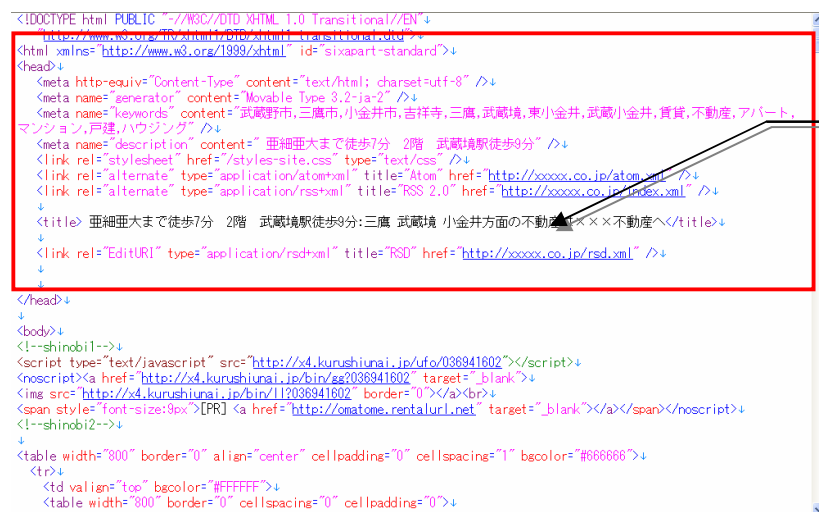 <!DOCTYPE html PUBLIC "-//W3C//DTD XHTML 1.0 Transitional//EN"↓
"http://www.w3.org/TR/xhtml1/DTD/xhtml1-transitional.dtd">↓
<html xmlns="http://www.w3.org/1999/xhtml" id="sixapart-standard">↓
<head>↓
<meta http-equiv="Content-Type" content="text/html; charset=utf-8" />↓
<meta name="generator" content="Movable Type 3.2-ja-2" />↓
<meta name="keywords" content="武蔵野市,三鷹市,小金井市,吉祥寺,三鷹,武蔵境,東小金井,武蔵小金井,賃貸,不動産,アパート,
マンション,戸建,ハウジング" />↓
<meta name="description" content=" 亜細亜大まで徒歩7分　2階　武蔵境駅徒歩9分" />↓
<link rel="stylesheet" href="/styles-site.css" type="text/css" />↓
<link rel="alternate" type="application/atom+xml" title="Atom" href="http://xxxxx.co.jp/atom.xml" />↓
<link rel="alternate" type="application/rss+xml" title="RSS 2.0" href="http://xxxxx.co.jp/index.xml" />↓
↓
<title> 亜細亜大まで徒歩7分　2階　武蔵境駅徒歩9分:三鷹 武蔵境 小金井方面の不動産 ×××不動産へ</title>↓
↓
<link rel="EditURI" type="application/rsd+xml" title="RSD" href="http://xxxxx.co.jp/rsd.xml" />↓
↓
↓
</head>↓
↓
<body>↓
<!--shinobi1-->↓
<script type="text/javascript" src="http://x4.kurushiunai.jp/ufo/036941602"></script>↓
<noscript><a href="http://x4.kurushiunai.jp/bin/gg?036941602" target="_blank">↓
<img src="http://x4.kurushiunai.jp/bin/ll?036941602" border="0"></a><br>↓
<span style="font-size:9px">[PR] <a href="http://omatome.rentalurl.net" target="_blank"></a></span></noscript>↓
<!--shinobi2-->↓
↓
<table width="800" border="0" align="center" cellpadding="0" cellspacing="1" bgcolor="#666666">↓
<tr>↓
<td valign="top" bgcolor="#FFFFFF">↓
<table width="800" border="0" cellspacing="0" cellpadding="0">↓